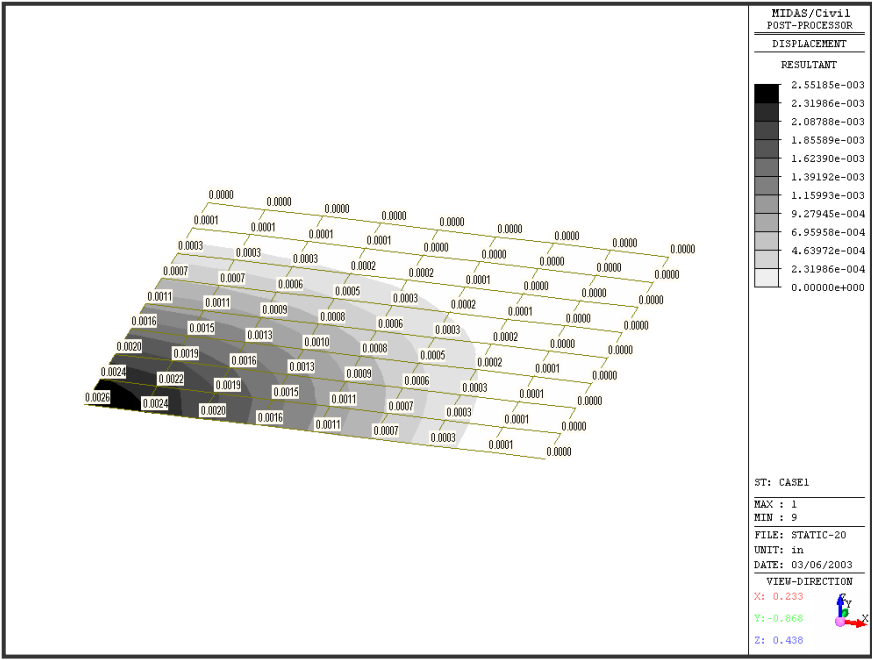 0.0000 0.0000 0.0000 0.0000 0.0000 0.0000 0.0000 0.0000 0.0000
0.0001 0.0001 0.0001 0.0001 0.0000 0.0000 0.0000 0.0000 0.0000
0.0003 0.0003 0.0003 0.0002 0.0002 0.0001 0.0000 0.0000 0.0000
0.0007 0.0007 0.0006 0.0005 0.0003 0.0002 0.0001 0.0000 0.0000
0.0011 0.0011 0.0009 0.0008 0.0006 0.0003 0.0002 0.0000 0.0000
0.0016 0.0015 0.0013 0.0010 0.0008 0.0005 0.0002 0.0001 0.0000
0.0020 0.0019 0.0016 0.0013 0.0009 0.0006 0.0003 0.0001 0.0000
0.0024 0.0022 0.0019 0.0015 0.0011 0.0007 0.0003 0.0001 0.0000
0.0026 0.0024 0.0020 0.0016 0.0011 0.0007 0.0003 0.0001 0.0000
MIDAS/Civil
POST-PROCESSOR
DISPLACEMENT
RESULTANT
2.55185e-003
2.31986e-003
2.08788e-003
1.85589e-003
1.62390e-003
1.39192e-003
1.15993e-003
9.27945e-004
6.95958e-004
4.63972e-004
2.31986e-004
0.00000e+000
ST: CASE1
MAX : 1
MIN : 9
FILE: STATIC-20
UNIT: in
DATE: 03/06/2003
VIEW-DIRECTION
X: 0.233
Y:-0.868
Z: 0.438
Z
Y
X